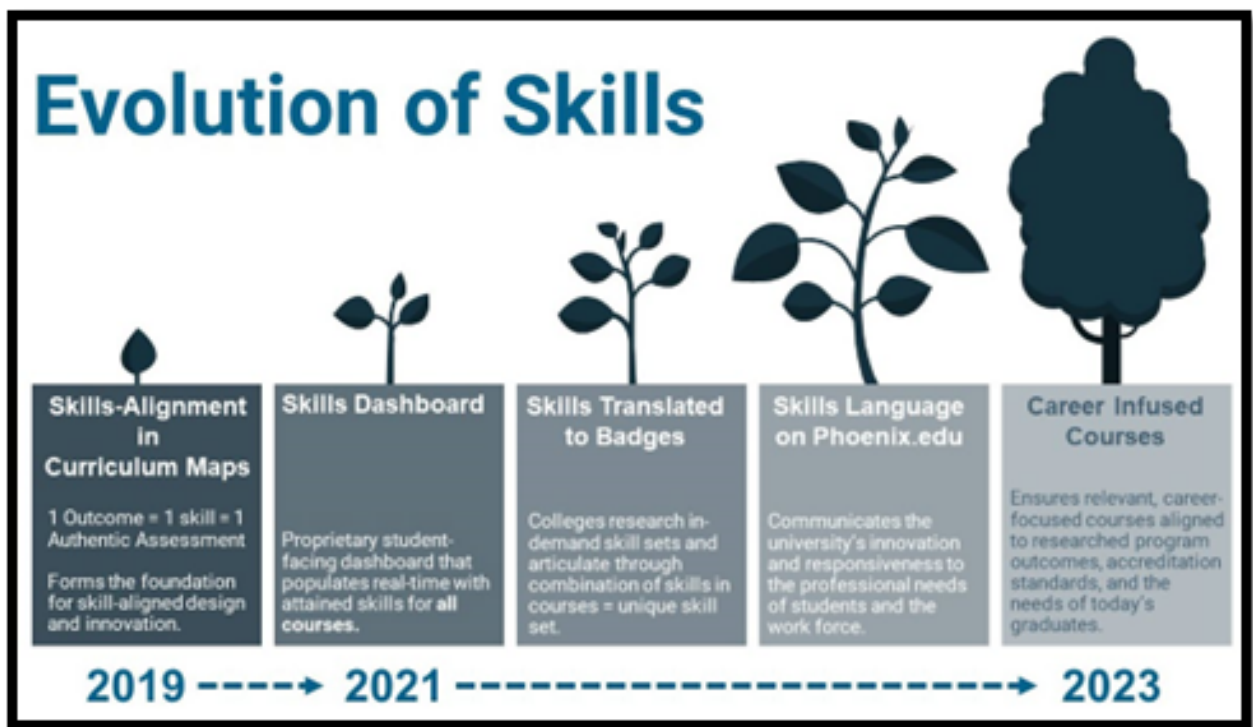 Evolution of Skills
Skills-Alignment
in
Curriculum Maps
1 Outcome = 1 skill = 1
Authentic Assessment
Forms the foundation
for skill-aligned design
and innovation.
Skills Dashboard
Proprietary student-
facing dashboard that
populates real-time with
attained skills for all
courses.
Skills Translated
to Badges
Colleges research in-
demand skill sets and
articulate through
combination of skills in
courses = unique skill
set.
Skills Language
on Phoenix.edu
Communicates the
university's innovation
and responsiveness to
the professional needs
of students and the
work force.
Career Infused
Courses
Ensures relevant, career-
focused courses aligned
to researched program
outcomes, accreditation
standards, and the
needs of today's
graduates.
2019
2021
2023